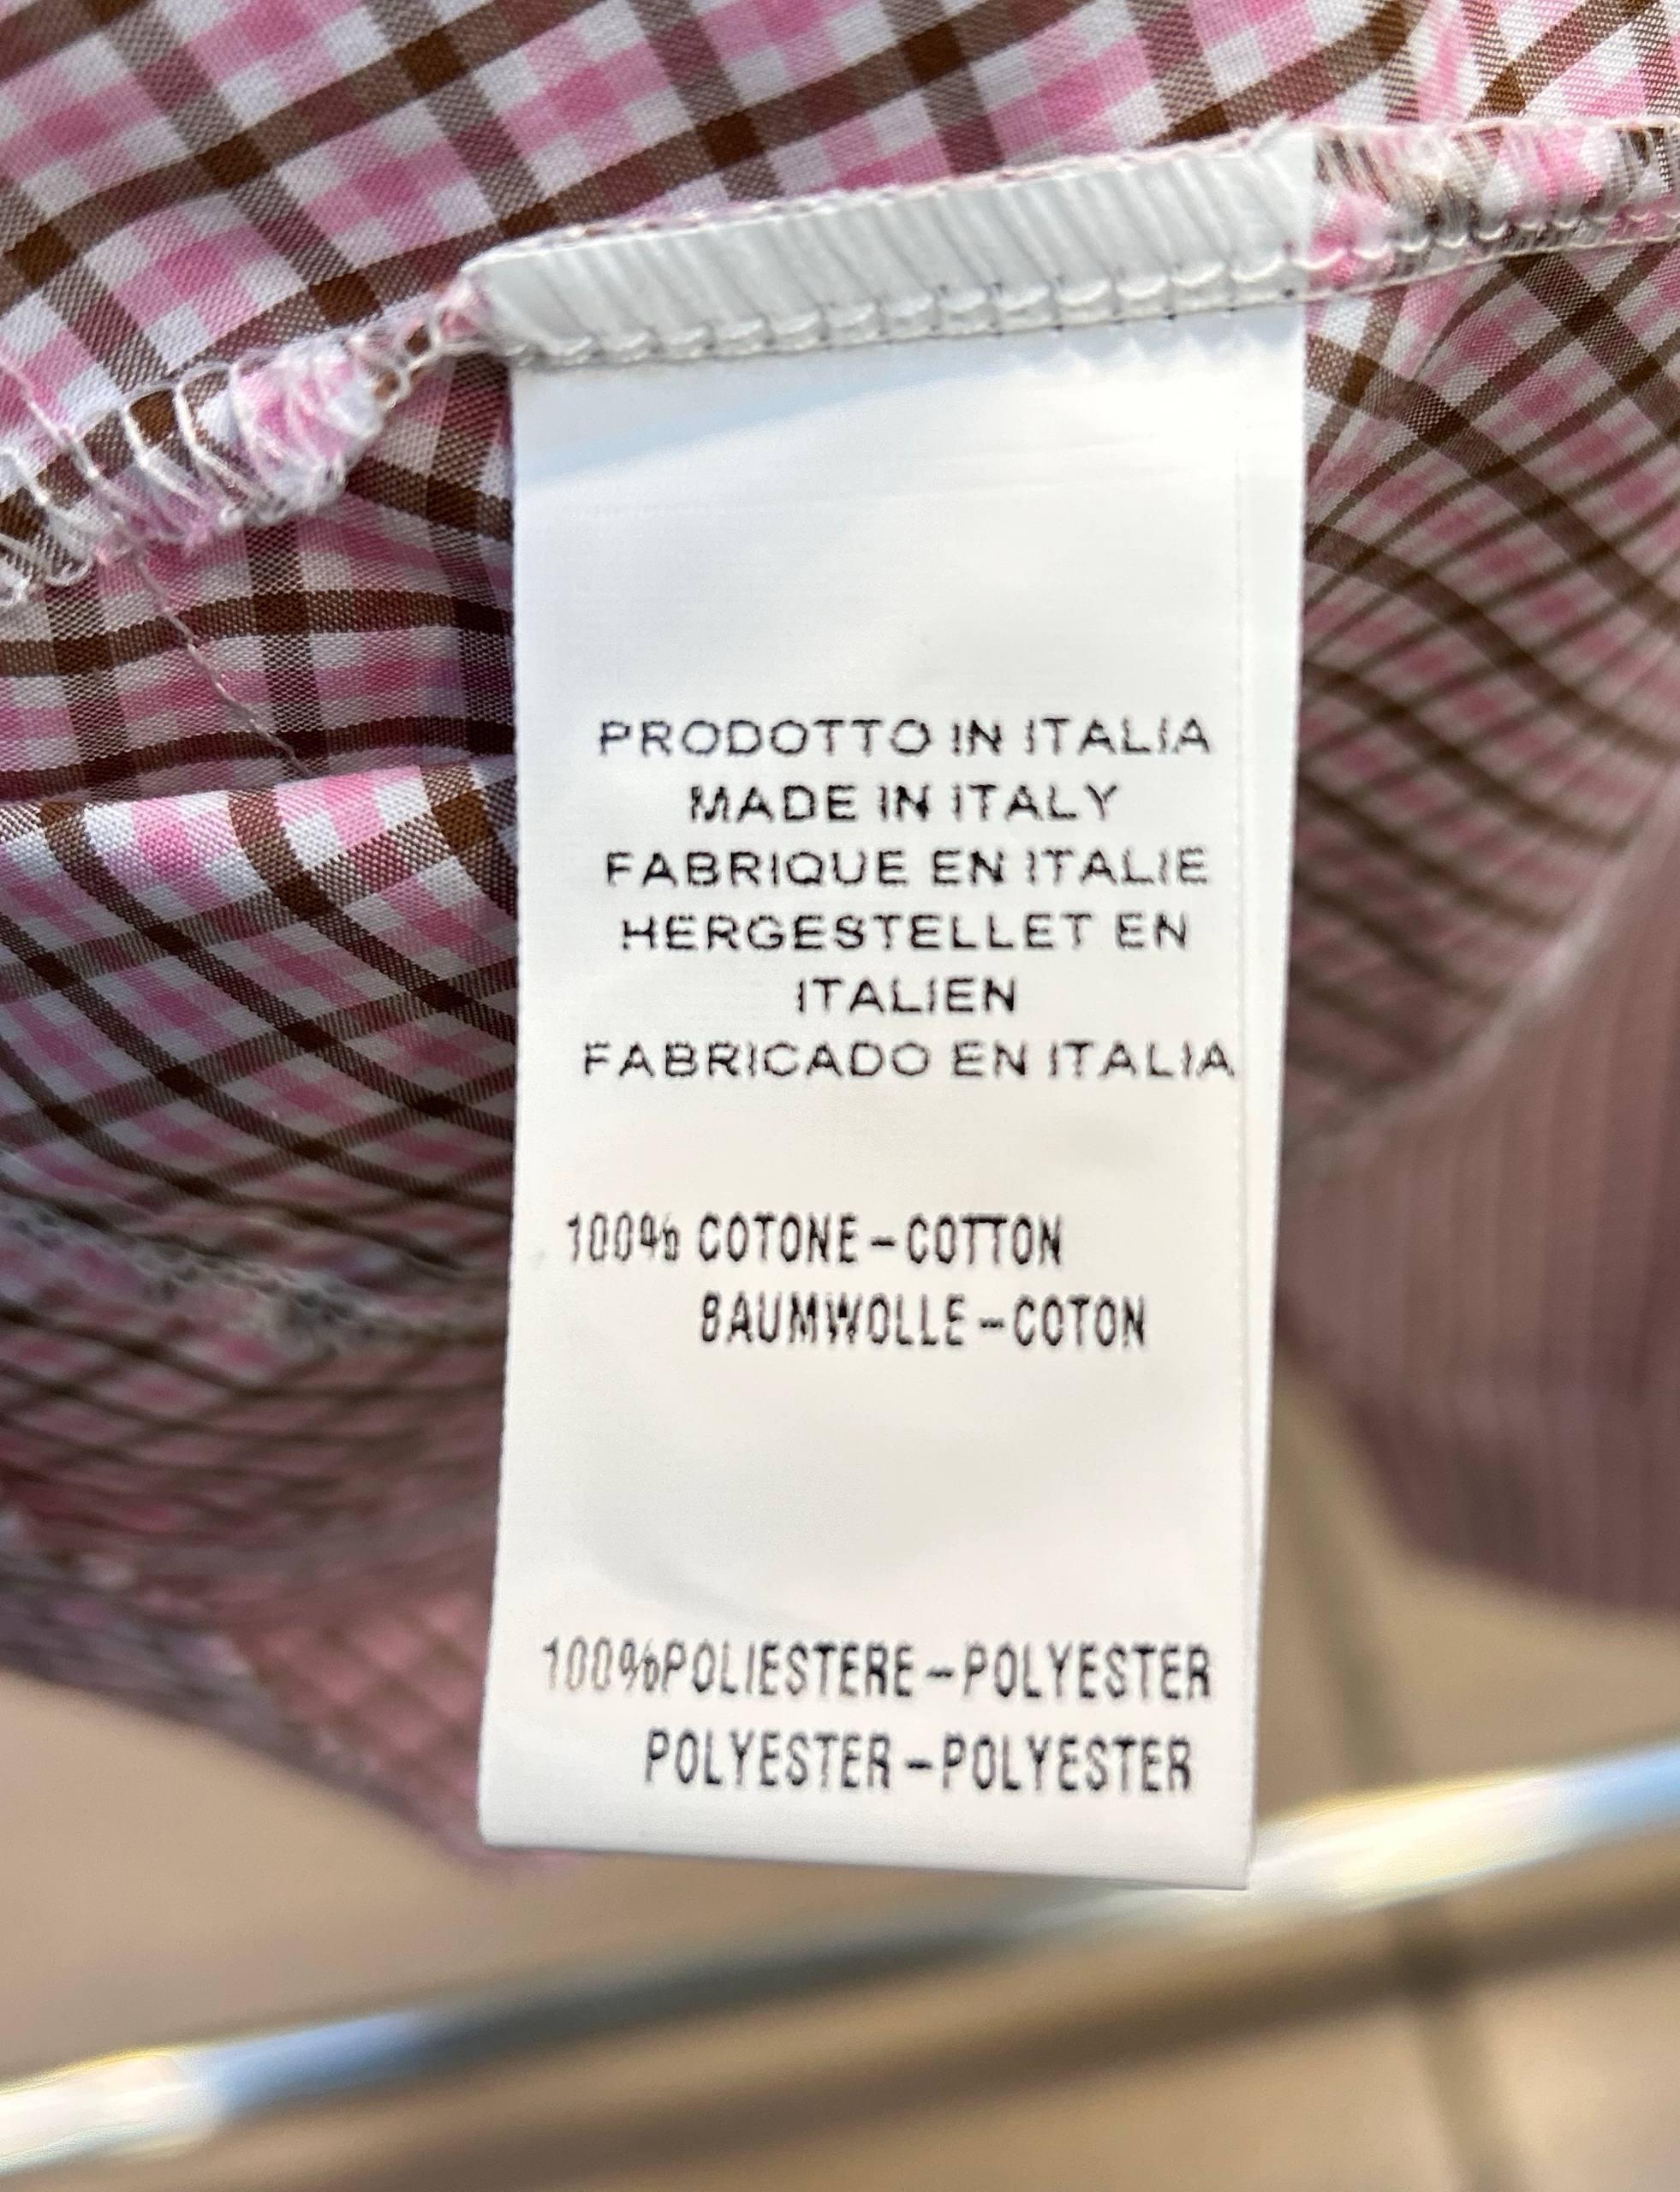 PRODOTTO IN ITALIA
MADE IN ITALY
FABRIQUE EN ITALIE
HERGESTELLET EN
ITALIEN
FABRICADO EN ITALIA
100% COTONE-COTTON
BAUMWOLLE-COTON
100%POLIESTERE-POLYESTER
POLYESTER-POLYESTER